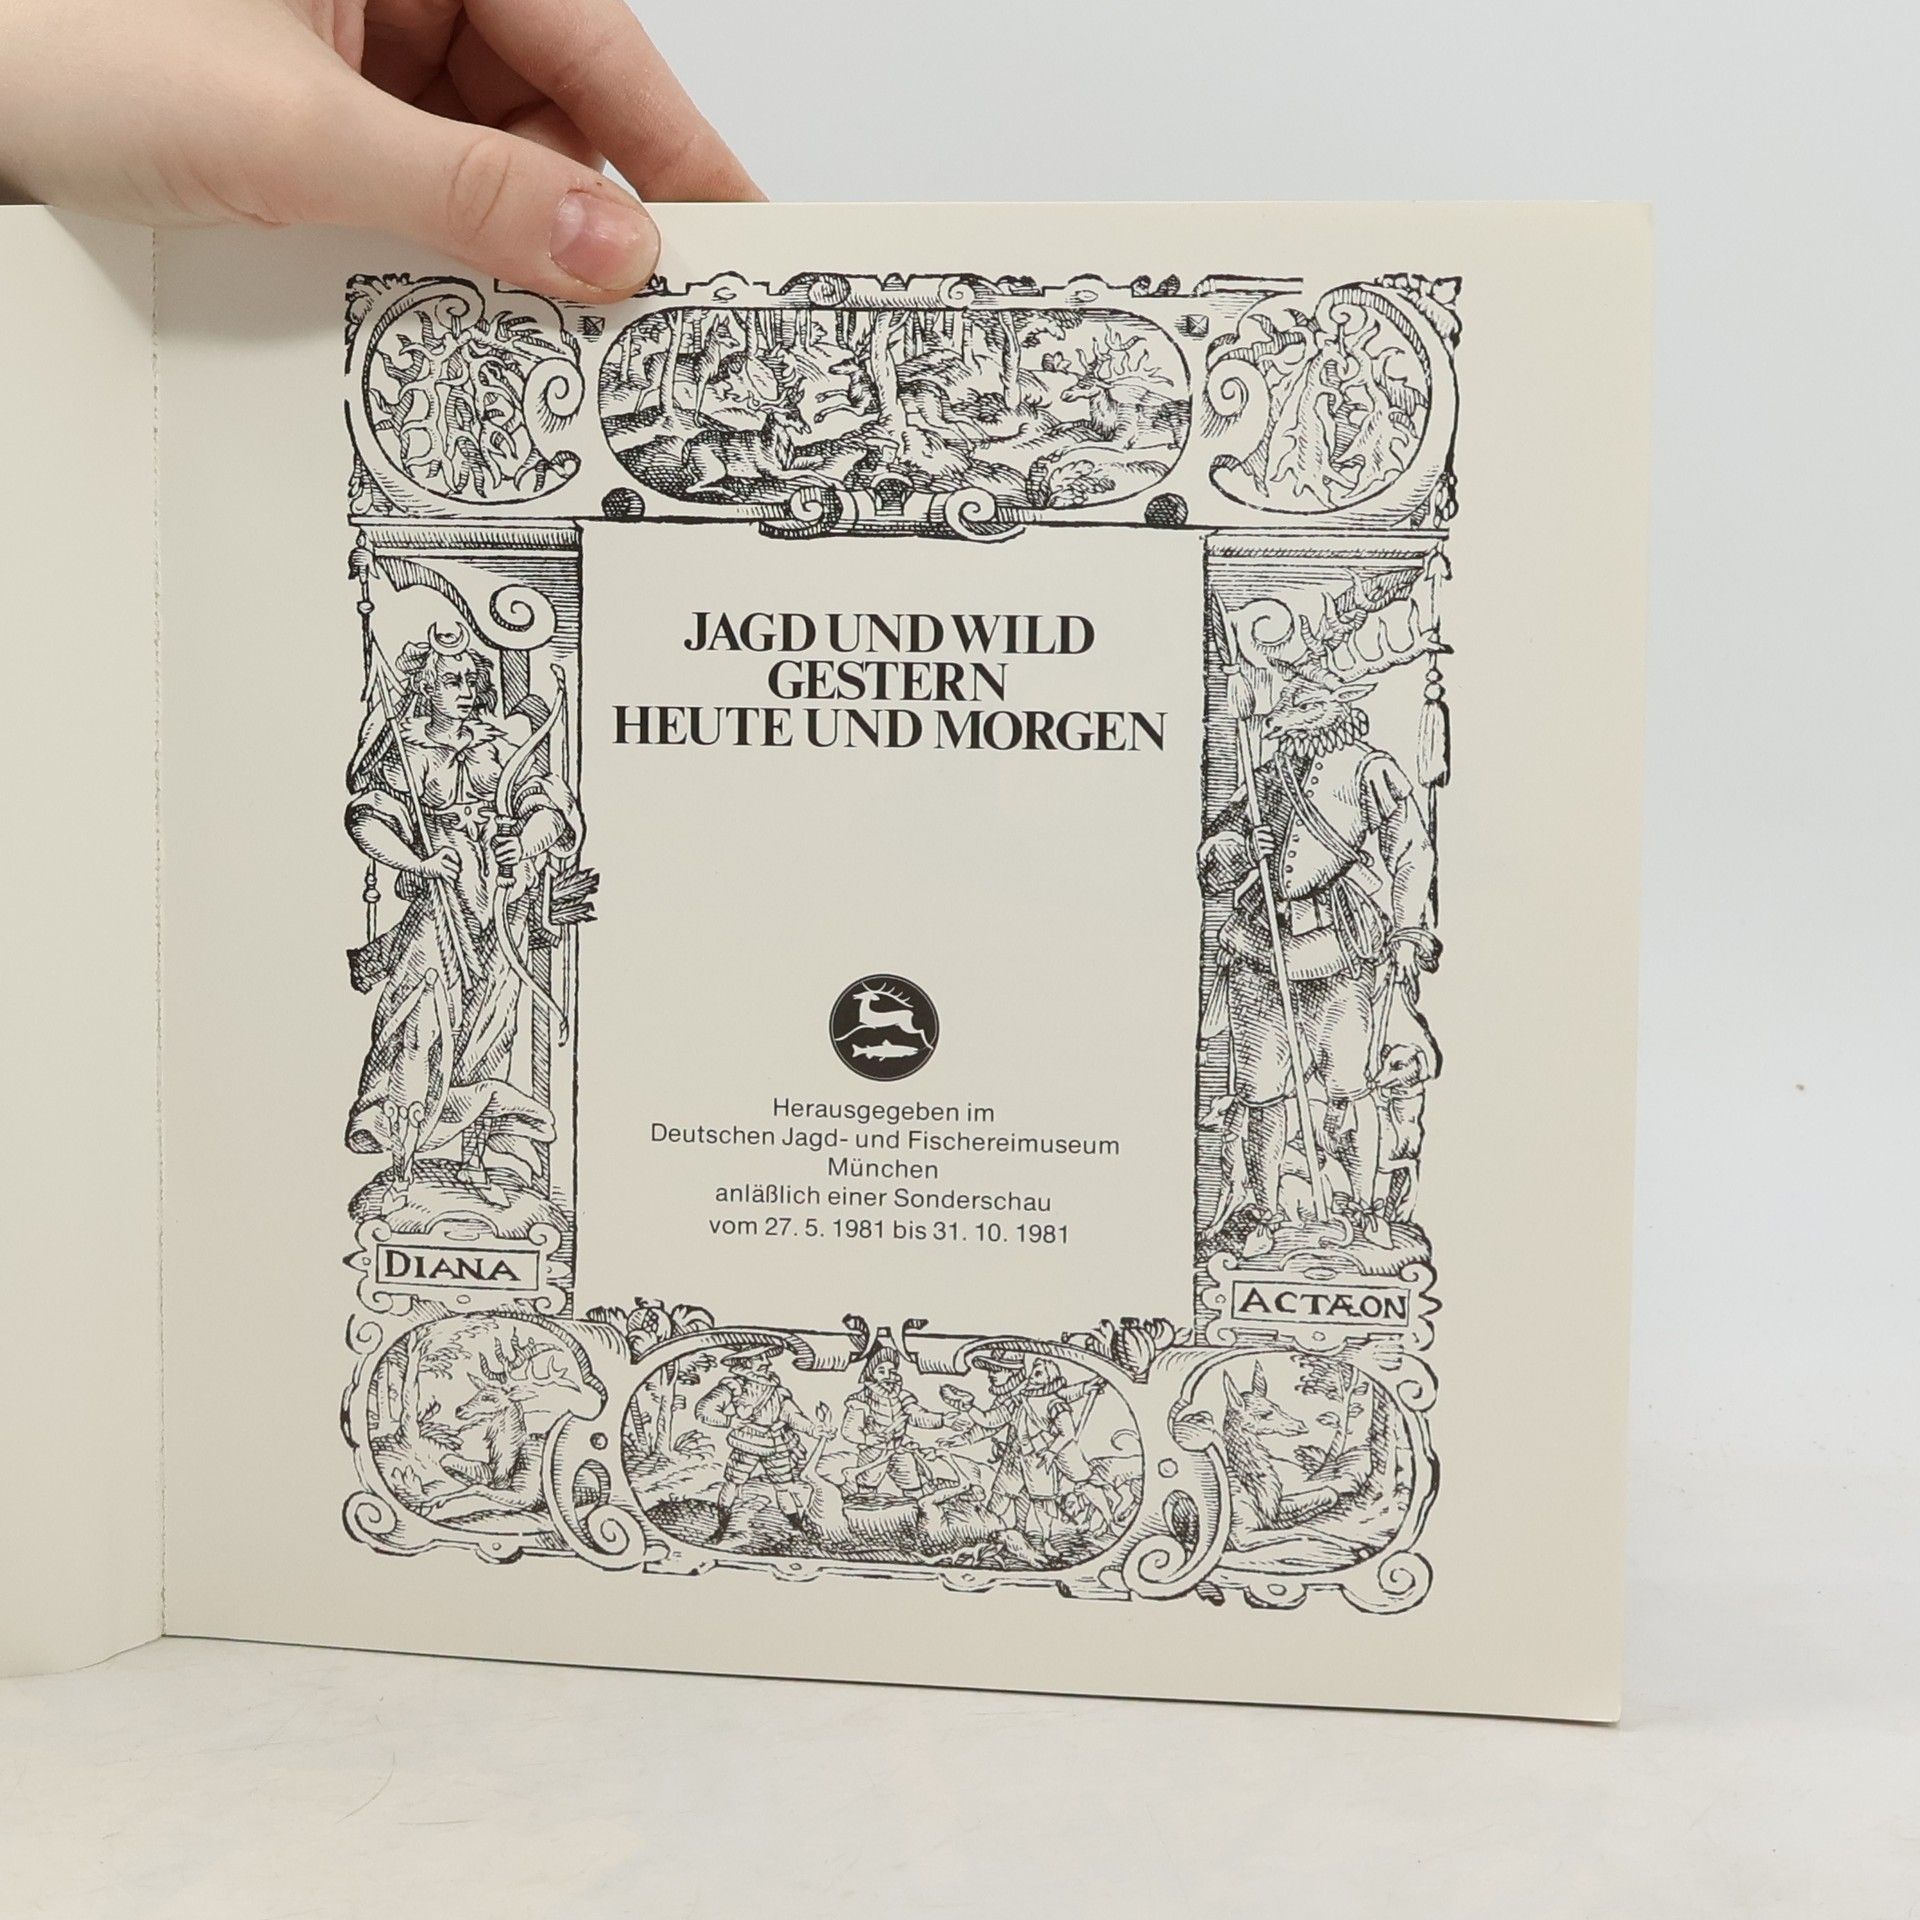 JAGD UND WILD
GESTERN
HEUTE UND MORGEN
Herausgegeben im
Deutschen Jagd- und Fischereimuseum
München
anläßlich einer Sonderschau
vom 27. 5. 1981 bis 31. 10. 1981
DIANA
ACTÆON